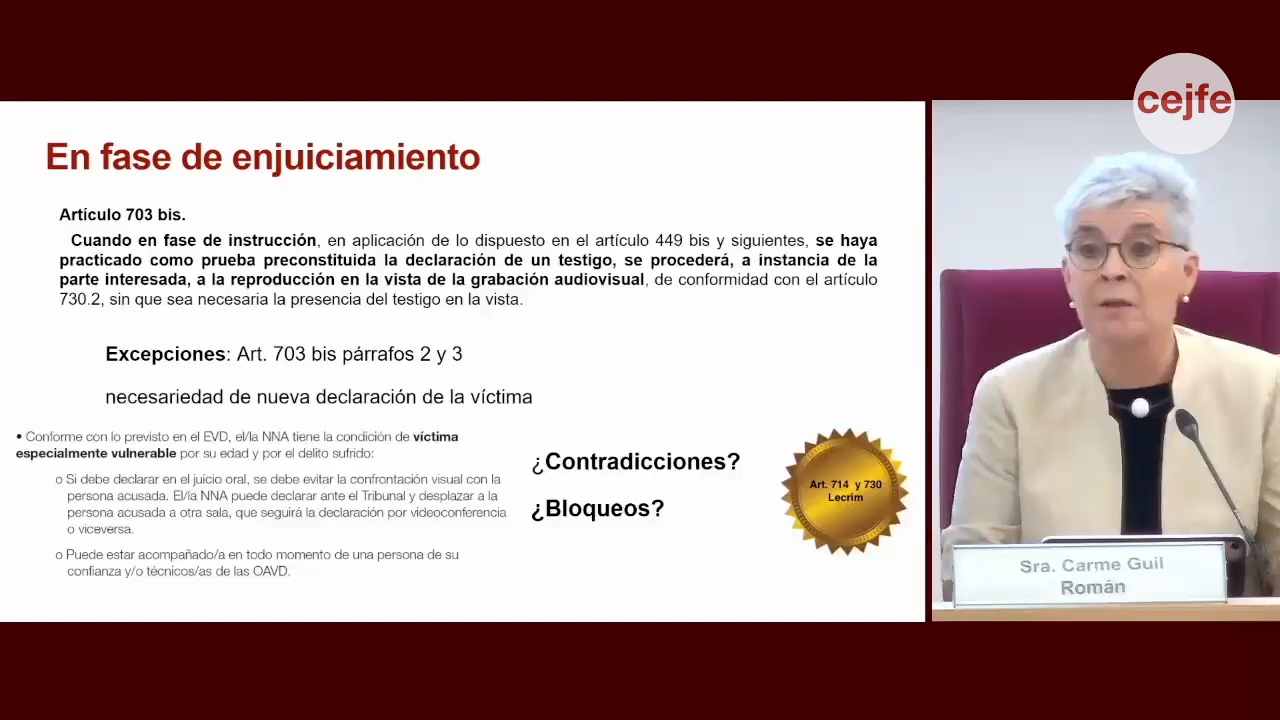 cejfe
En fase de enjuiciamiento
Artículo 703 bis.
Cuando en fase de instrucción, en aplicación de lo dispuesto en el artículo 449 bis y siguientes, se haya
practicado como prueba preconstituida la declaración de un testigo, se procederá, a instancia de la
parte interesada, a la reproducción en la vista de la grabación audiovisual, de conformidad con el artículo
730.2, sin que sea necesaria la presencia del testigo en la vista.
Excepciones: Art. 703 bis párrafos 2 y 3
necesariedad de nueva declaración de la víctima
• Conforme con lo previsto en el EVD, el/la NNA tiene la condición de víctima
especialmente vulnerable por su edad y por el delito sufrido:
o Si debe declarar en el juicio oral, se debe evitar la confrontación visual con la
persona acusada. El/la NNA puede declarar ante el Tribunal y desplazar a la
persona acusada a otra sala, que seguirá la declaración por videoconferencia
o viceversa.
o Puede estar acompañado/a en todo momento de una persona de su
confianza y/o técnicos/as de las OAVD.
¿Contradicciones?
¿Bloqueos?
Art. 714 y 730
Lecrim
Sra. Carme Guil
Román